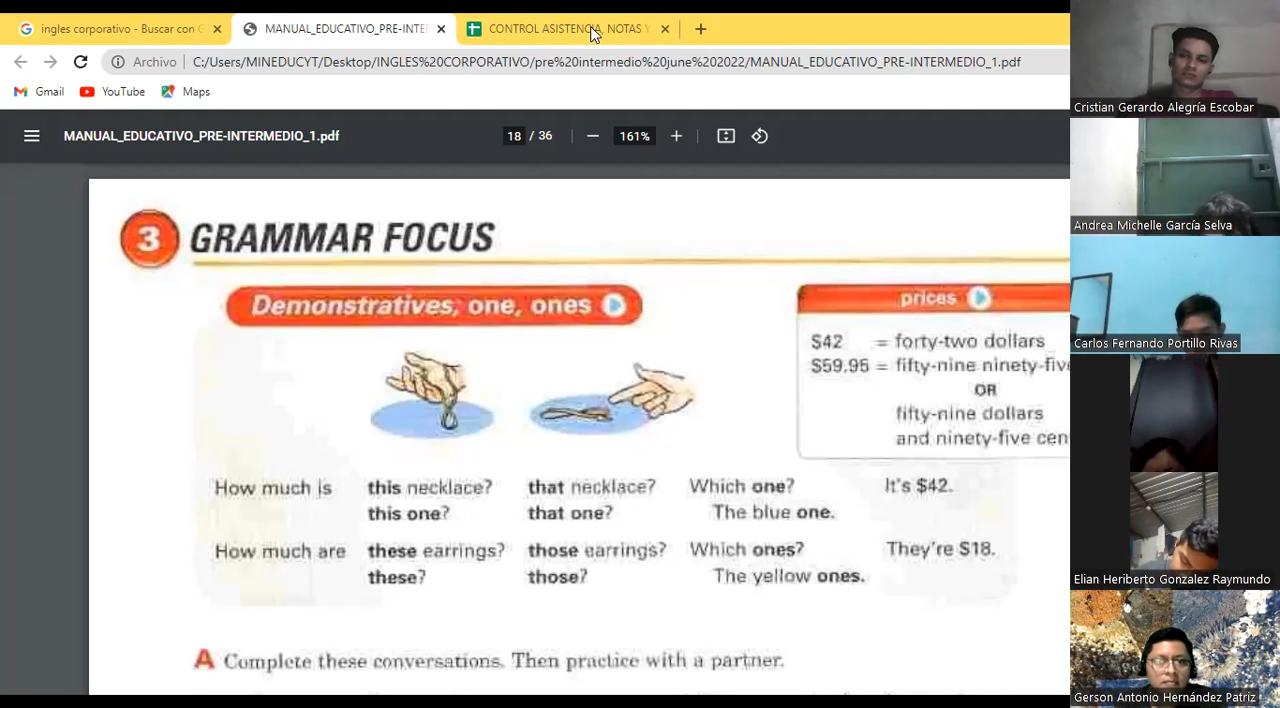 ingles corporativo - Buscar con G
MANUAL_EDUCATIVO_PRE-INTER
CONTROL ASISTENCIA, NOTAS Y
Archivo
C:/Users/MINEDUCYT/Desktop/INGLES%20CORPORATIVO/pre%20intermedio%20june%202022/MANUAL_EDUCATIVO_PRE-INTERMEDIO_1.pdf
Gmail
YouTube
Maps
MANUAL_EDUCATIVO_PRE-INTERMEDIO_1.pdf
18 / 36
161%
3 GRAMMAR FOCUS
Demonstratives, one, ones
prices
$42 = forty-two dollars
$59.95 = fifty-nine ninety-five
OR
fifty-nine dollars
and ninety-five cen
How much is this necklace? that necklace? Which one? It's $42.
this one? that one? The blue one.
How much are these earrings? those earrings? Which ones? They're $18.
these? those? The yellow ones.
A Complete these conversations. Then practice with a partner.
Cristian Gerardo Alegría Escobar
Andrea Michelle García Selva
Carlos Fernando Portillo Rivas
Elian Heriberto Gonzalez Raymundo
Gerson Antonio Hernández Patriz